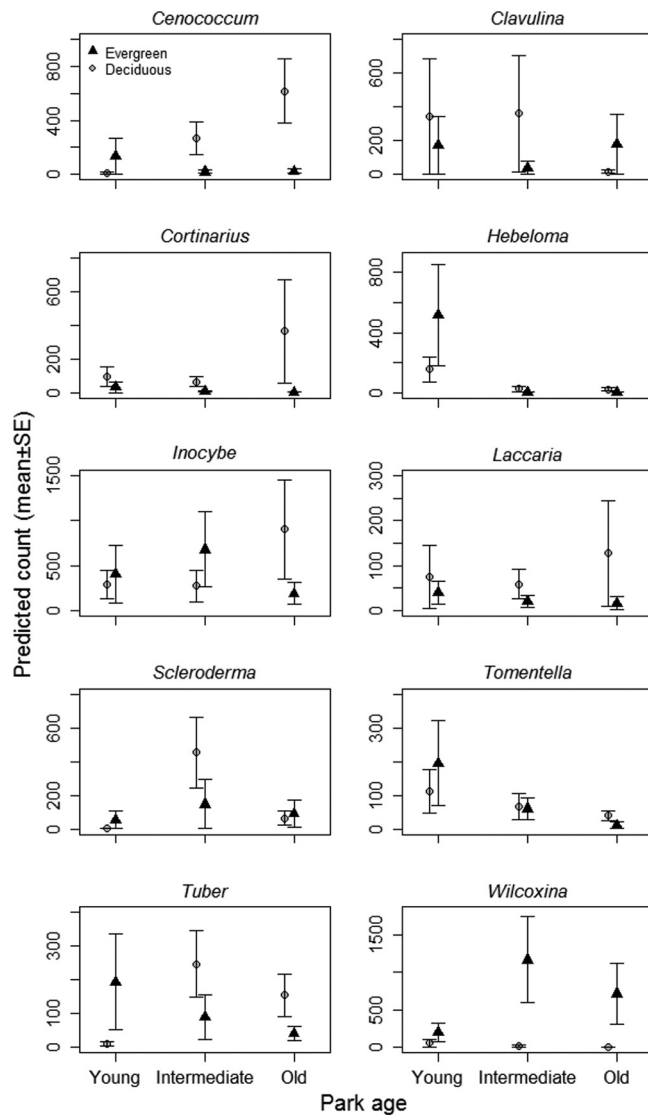 Cenococcum
Clavulina
0 200 400 800
Evergreen
Deciduous
0 200 600
Cortinarius
Hebeloma
0 200 600
0 400 800
Inocybe
Laccaria
0 500 1500
0 50 100 200 300
Scleroderma
Tomentella
0 200 600
0 100 300
Tuber
Wilcoxina
0 100 300
0 500 1500
Predicted count (mean±SE)
Young Intermediate Old
Young Intermediate Old
Park age